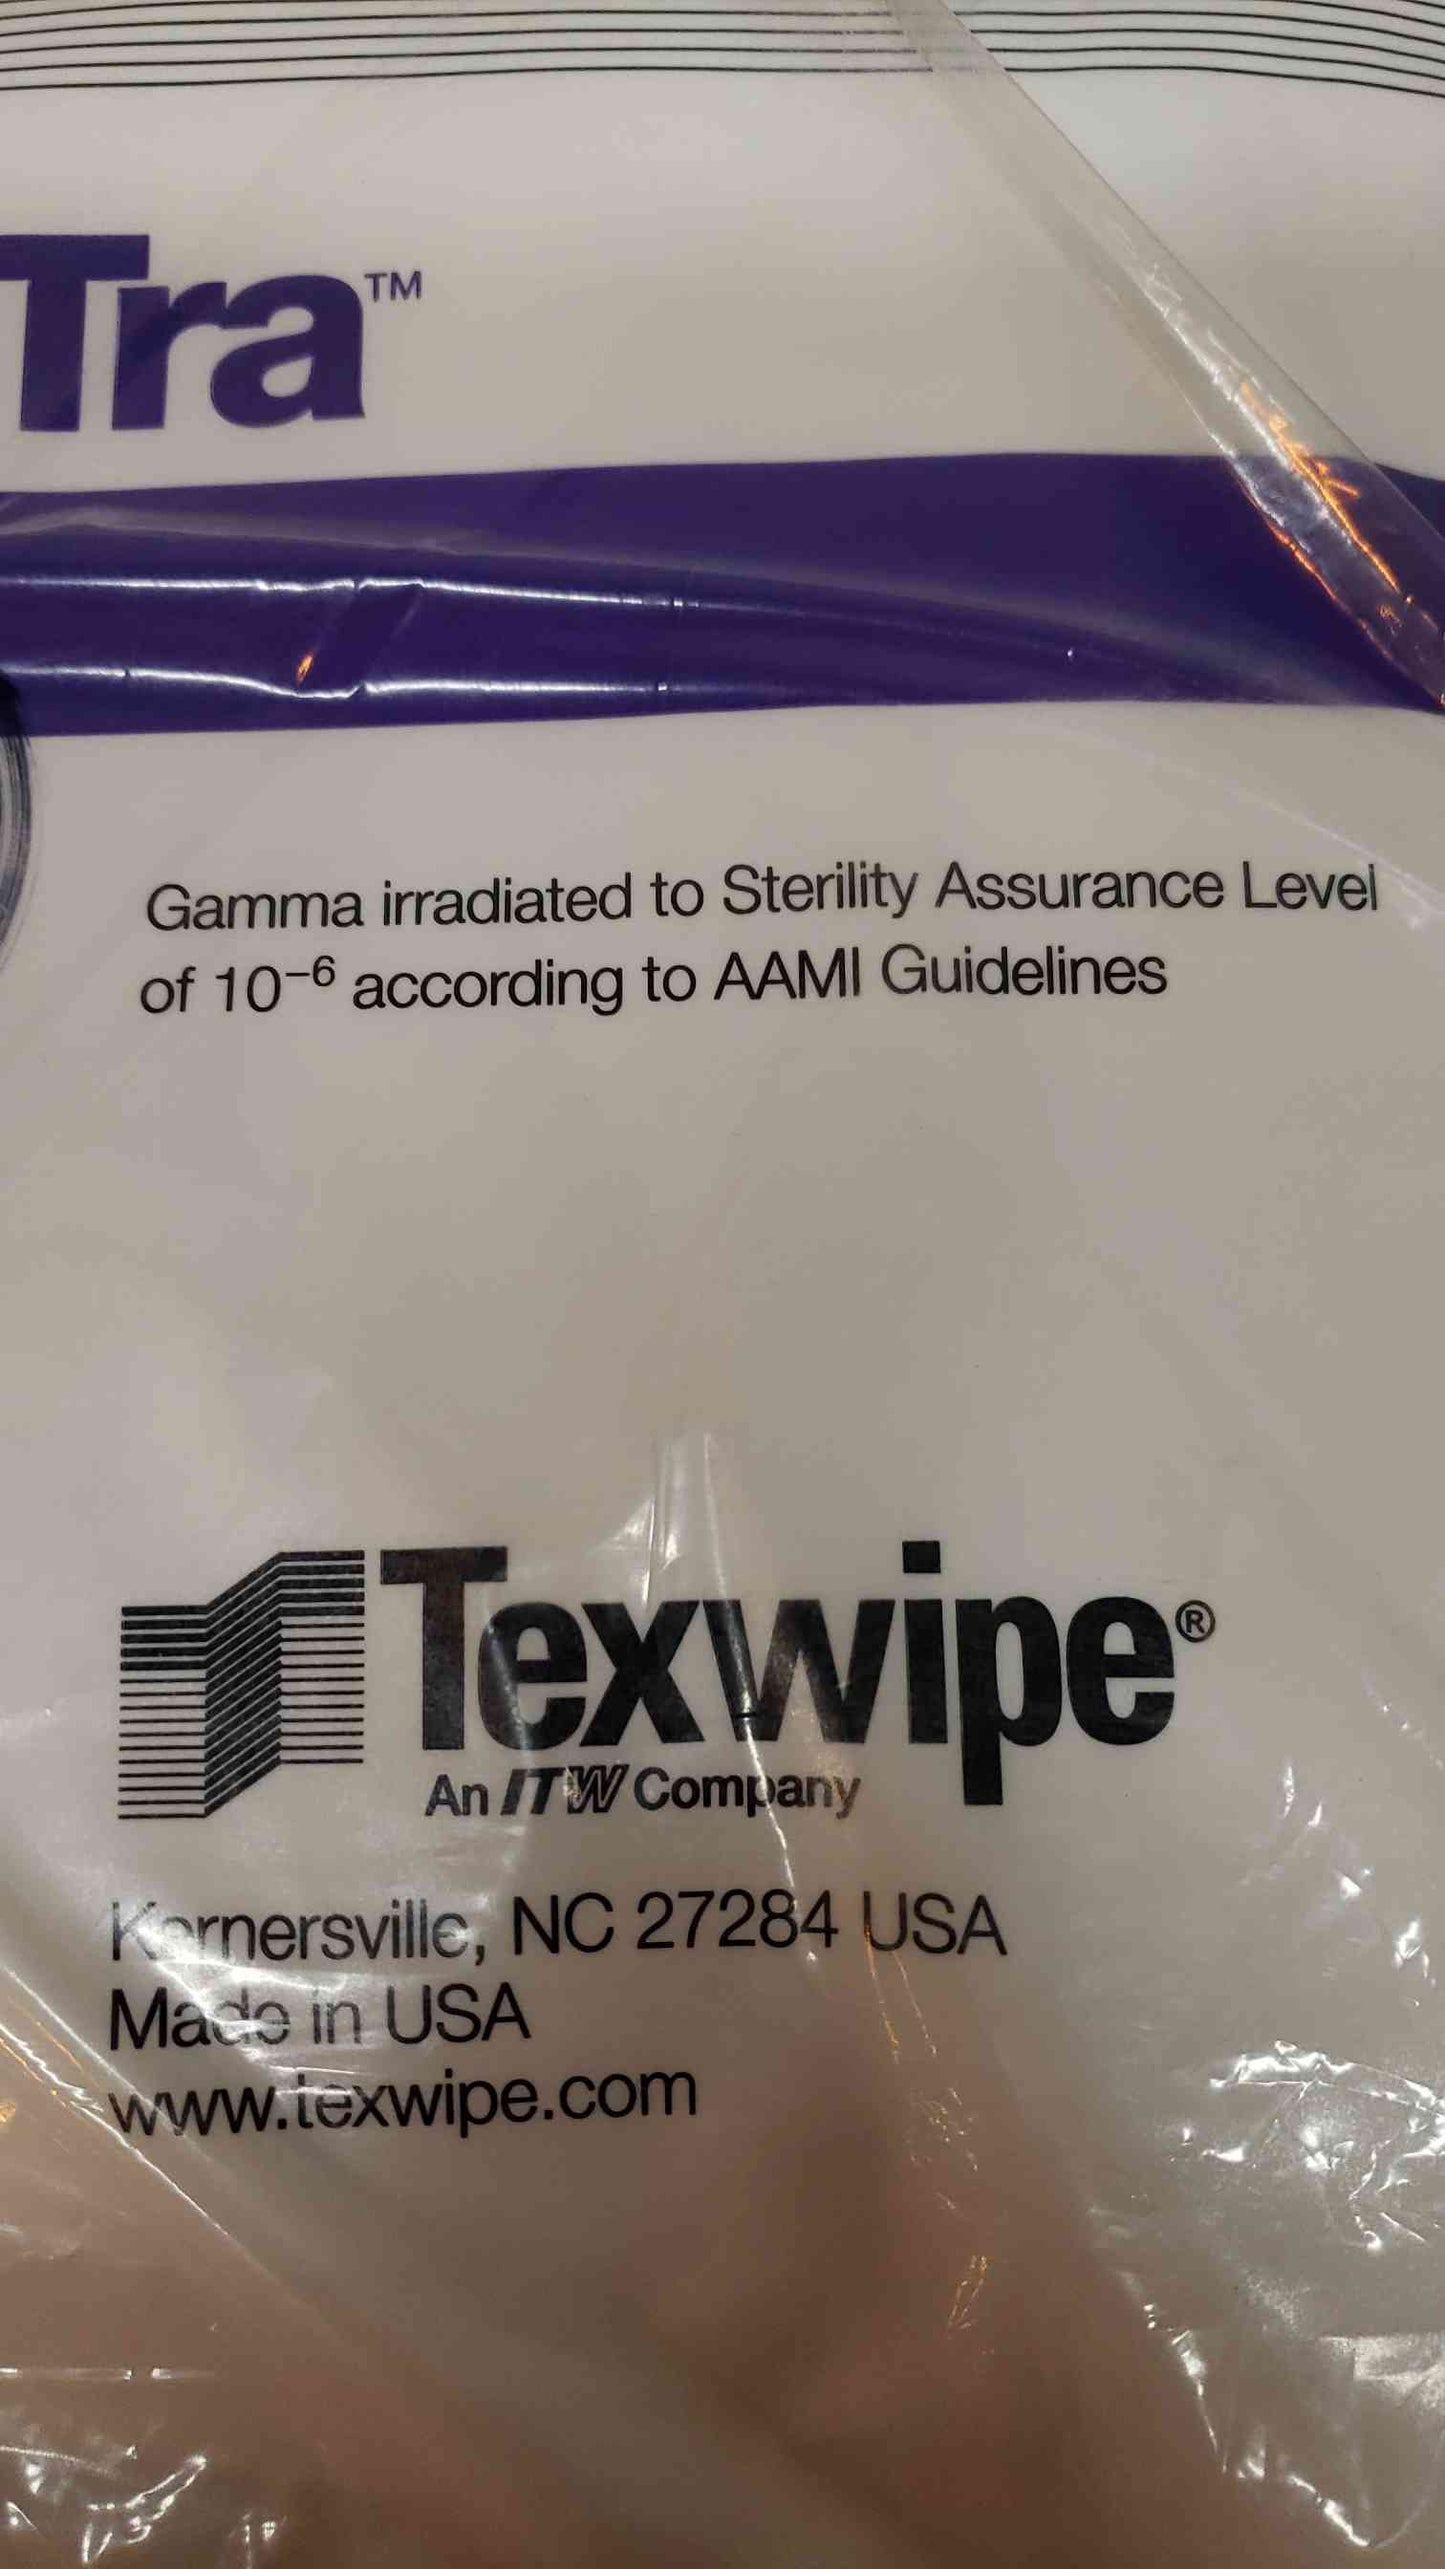 Tra™
Gamma irradiated to Sterility Assurance Level
of 10⁻⁶ according to AAMI Guidelines
Texwipe®
An ITW Company
Kernersville, NC 27284 USA
Made in USA
www.texwipe.com